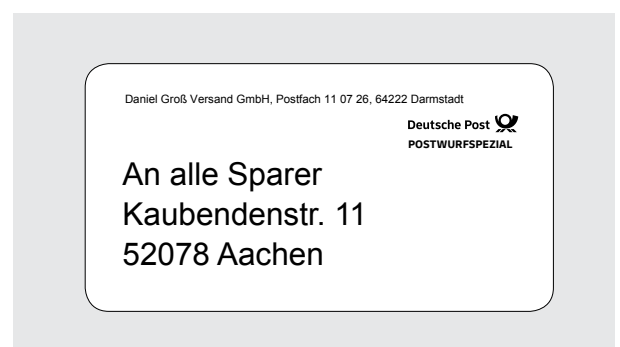 Daniel Groß Versand GmbH, Postfach 11 07 26, 64222 Darmstadt
Deutsche Post
POSTWURFSPEZIAL
An alle Sparer
Kaubendenstr. 11
52078 Aachen